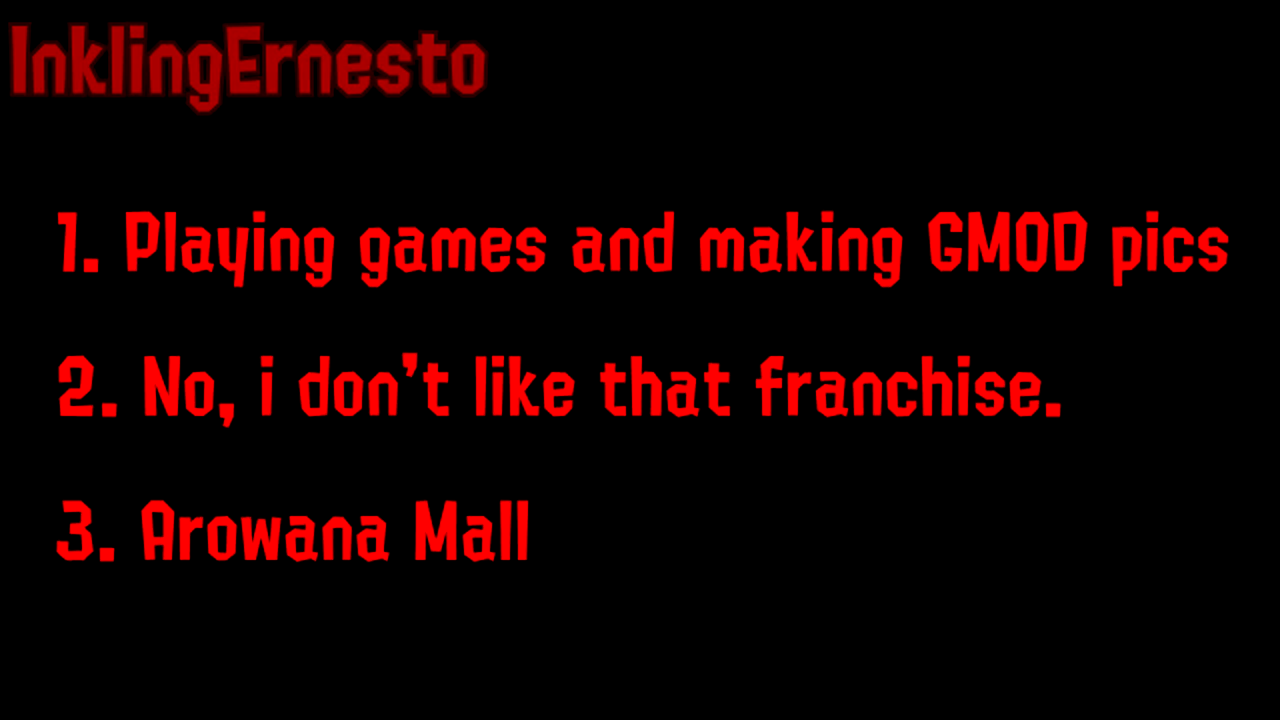 InklingErnesto
1. Playing games and making GMOD pics
2. No, i don't like that franchise.
3. Arowana Mall